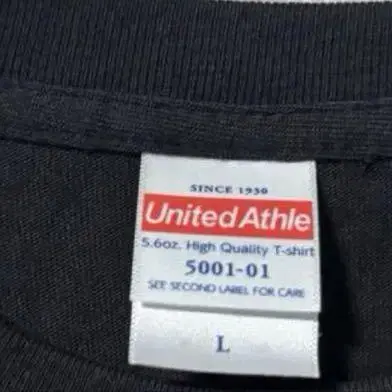 SINCE 1950
United Athle
5.6oz. High Quality T-shirt
5001-01
SEE SECOND LABEL FOR CARE
L